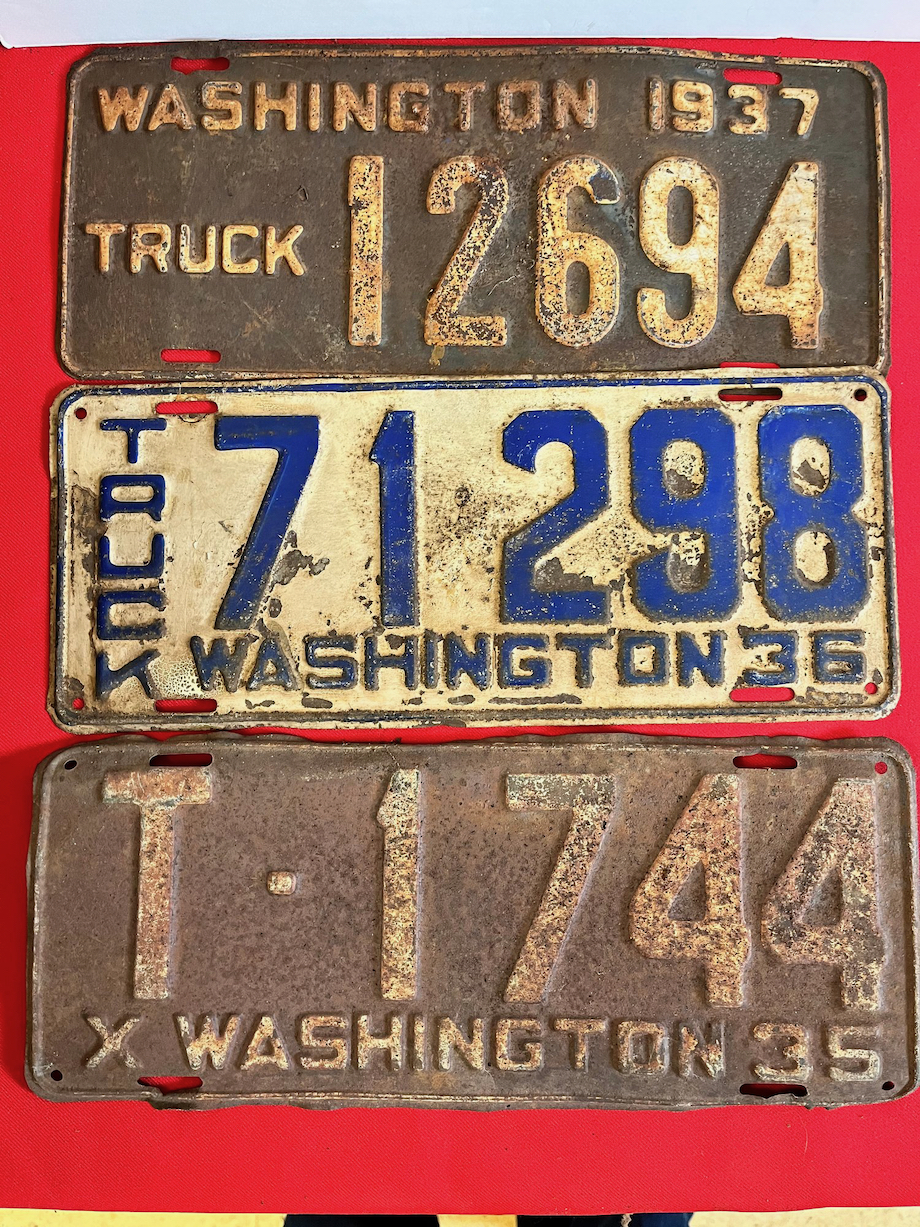 WASHINGTON 1937
TRUCK 12694
TRUCK
71298
WASHINGTON 36
T·1744
X WASHINGTON 35